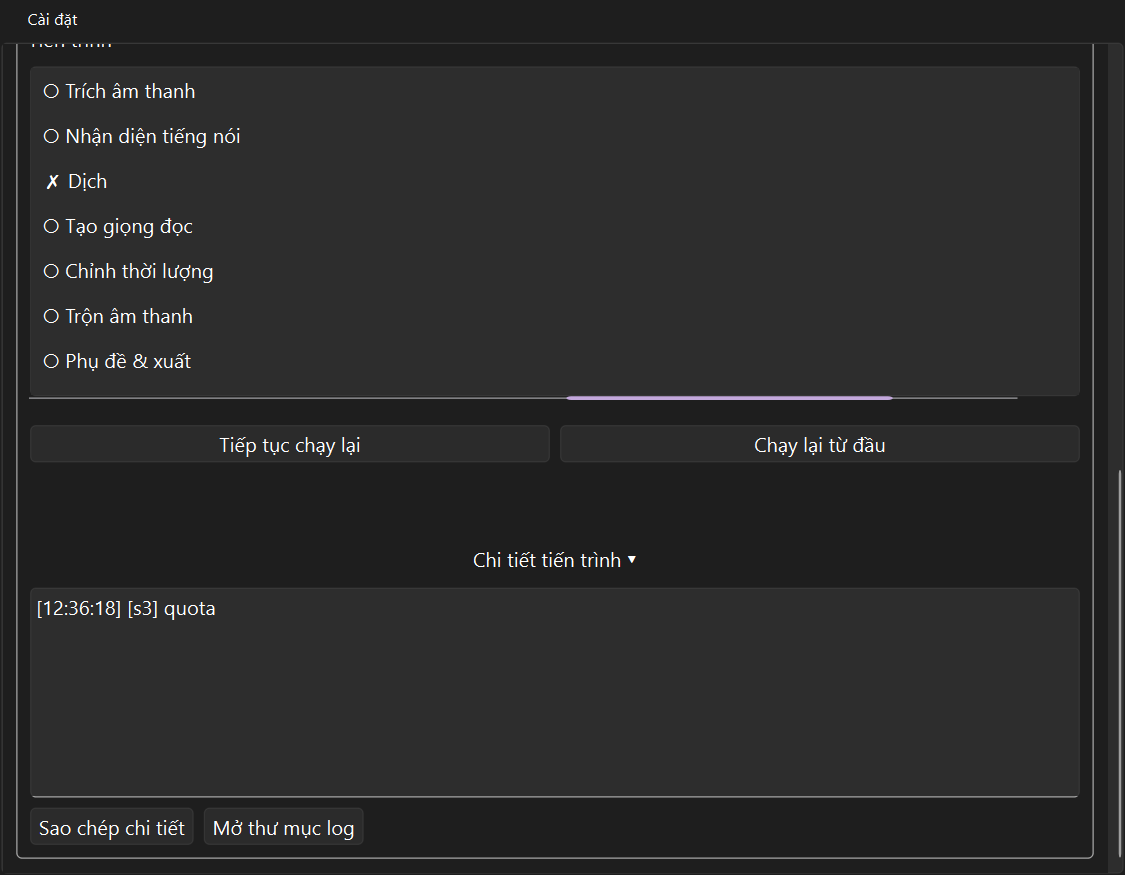 Cài đặt
Tiến trình
○ Trích âm thanh
○ Nhận diện tiếng nói
✗ Dịch
○ Tạo giọng đọc
○ Chỉnh thời lượng
○ Trộn âm thanh
○ Phụ đề & xuất
Tiếp tục chạy lại
Chạy lại từ đầu
Chi tiết tiến trình ▾
[12:36:18] [s3] quota
Sao chép chi tiết
Mở thư mục log